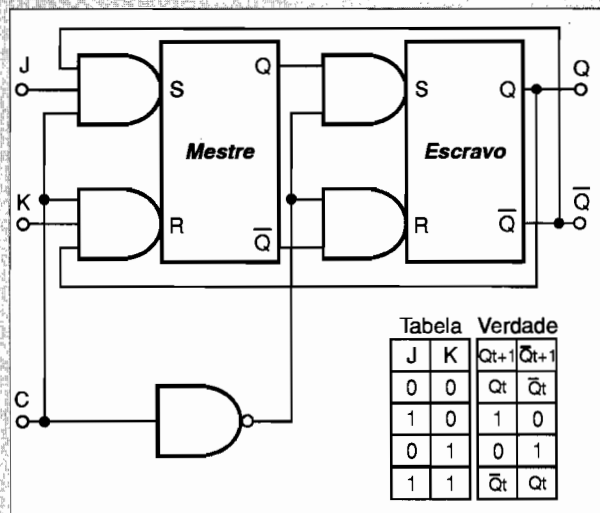 J
S
Q
S
Q
Q
Mestre
Escravo
K
R
Q̅
R
Q̅
Q̅
C
Tabela Verdade
J K Qt+1 Q̅t+1
0 0 Qt Q̅t
1 0 1 0
0 1 0 1
1 1 Q̅t Qt